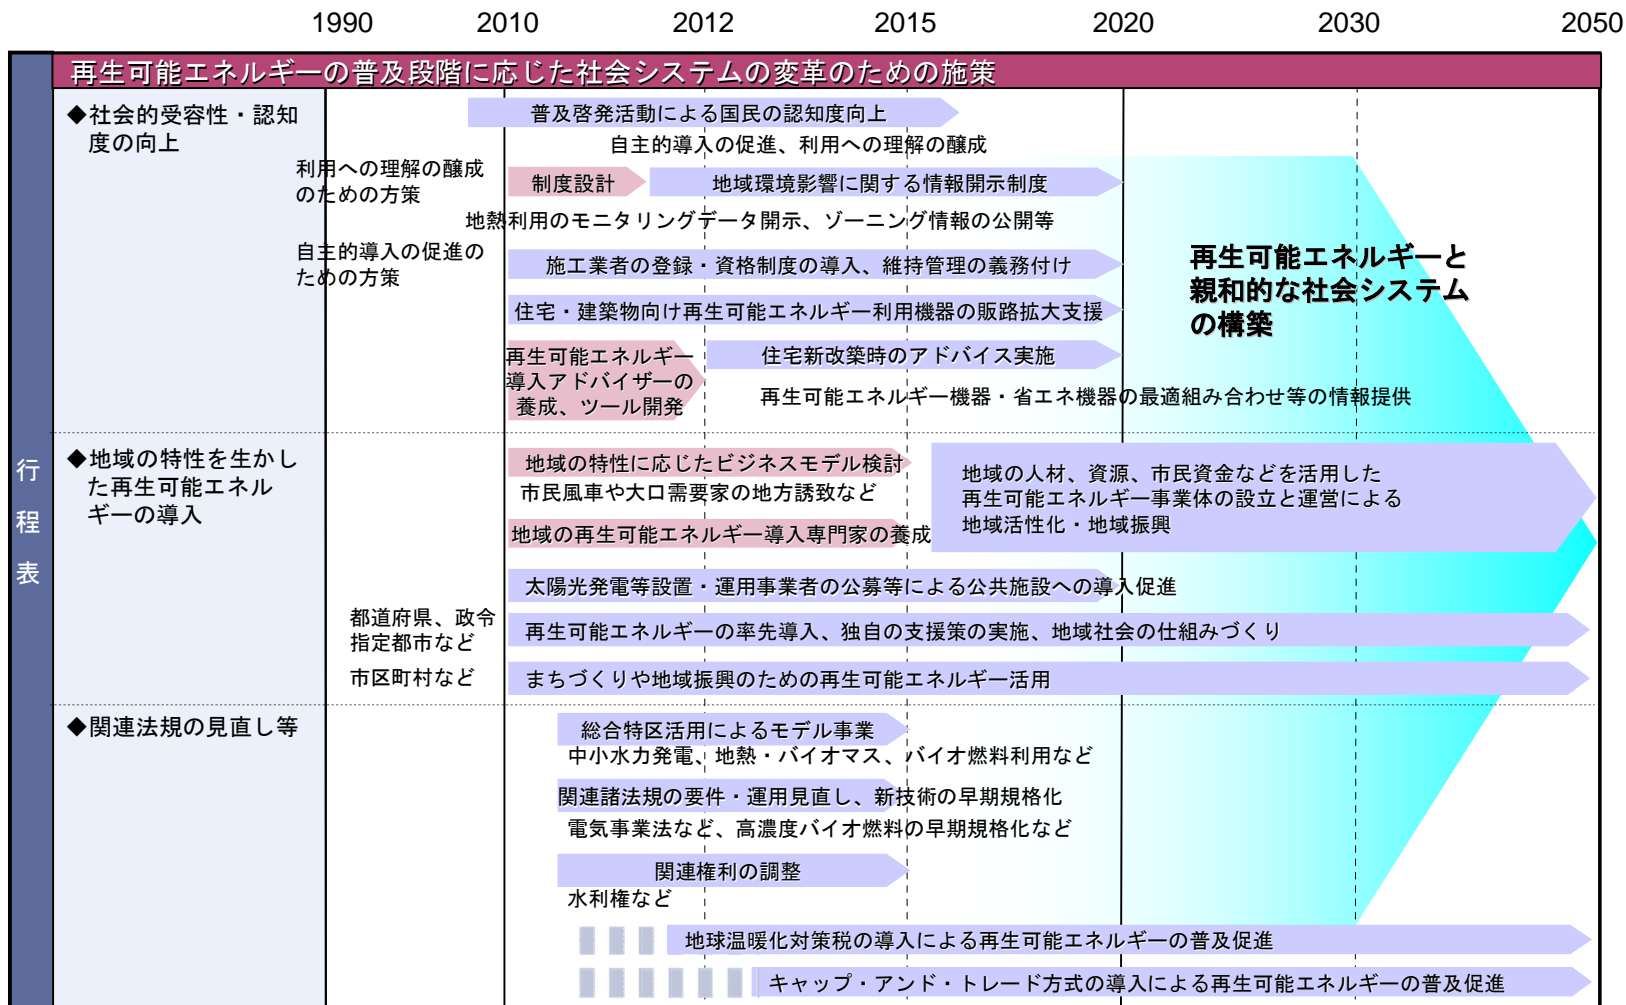 1990 2010 2012 2015 2020 2030 2050
再生可能エネルギーの普及段階に応じた社会システムの変革のための施策
行程表
◆社会的受容性・認知
度の向上
普及啓発活動による国民の認知度向上
自主的導入の促進、利用への理解の醸成
利用への理解の醸成
のための方策
制度設計
地域環境影響に関する情報開示制度
地熱利用のモニタリングデータ開示、ゾーニング情報の公開等
自主的導入の促進の
ための方策
施工業者の登録・資格制度の導入、維持管理の義務付け
住宅・建築物向け再生可能エネルギー利用機器の販路拡大支援
再生可能エネルギー
導入アドバイザーの
養成、ツール開発
住宅新改築時のアドバイス実施
再生可能エネルギー機器・省エネ機器の最適組み合わせ等の情報提供
再生可能エネルギーと
親和的な社会システム
の構築
◆地域の特性を生かし
た再生可能エネル
ギーの導入
地域の特性に応じたビジネスモデル検討
市民風車や大口需要家の地方誘致など
地域の再生可能エネルギー導入専門家の養成
地域の人材、資源、市民資金などを活用した
再生可能エネルギー事業体の設立と運営による
地域活性化・地域振興
太陽光発電等設置・運用事業者の公募等による公共施設への導入促進
都道府県、政令
指定都市など
再生可能エネルギーの率先導入、独自の支援策の実施、地域社会の仕組みづくり
市区町村など
まちづくりや地域振興のための再生可能エネルギー活用
◆関連法規の見直し等
総合特区活用によるモデル事業
中小水力発電、地熱・バイオマス、バイオ燃料利用など
関連諸法規の要件・運用見直し、新技術の早期規格化
電気事業法など、高濃度バイオ燃料の早期規格化など
関連権利の調整
水利権など
地球温暖化対策税の導入による再生可能エネルギーの普及促進
キャップ・アンド・トレード方式の導入による再生可能エネルギーの普及促進